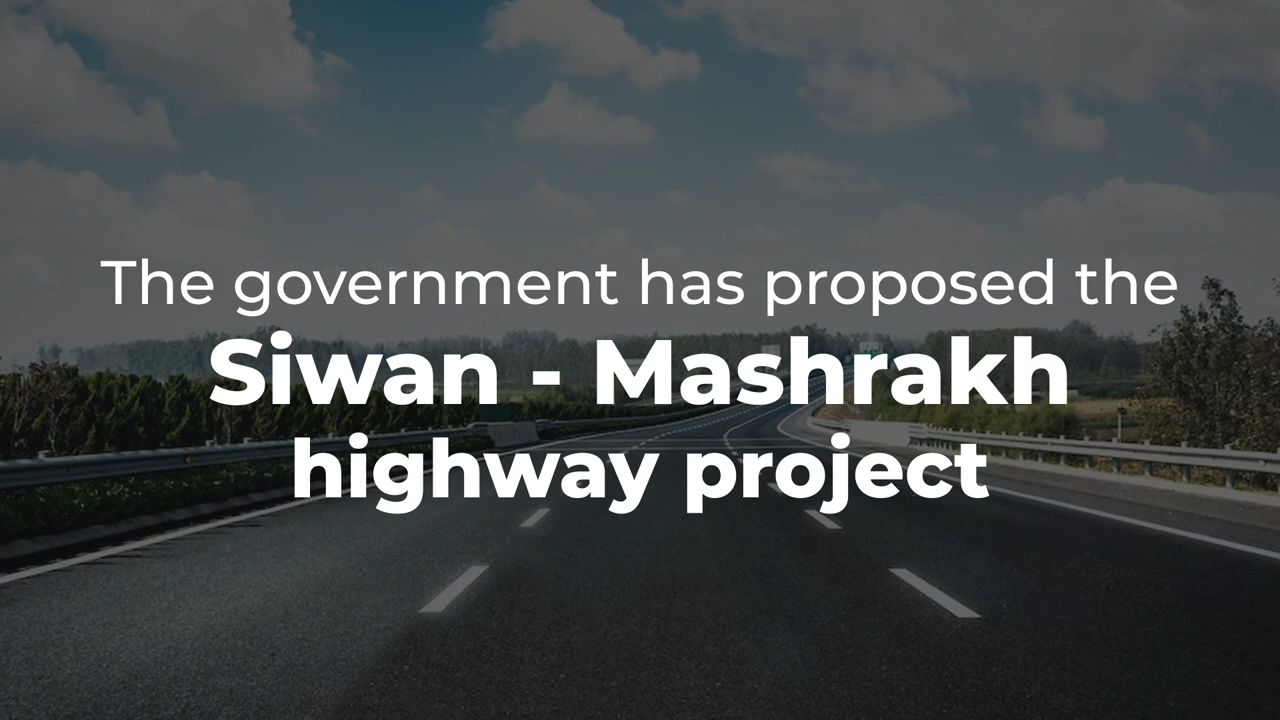 The government has proposed the
Siwan - Mashrakh
highway project